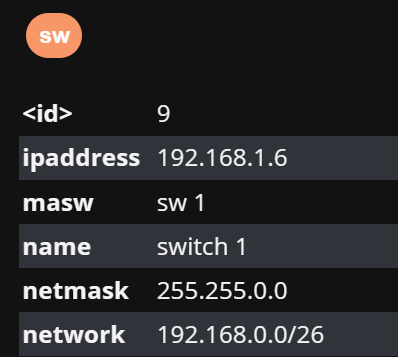 sw
<id> 9
ipaddress 192.168.1.6
masw sw 1
name switch 1
netmask 255.255.0.0
network 192.168.0.0/26